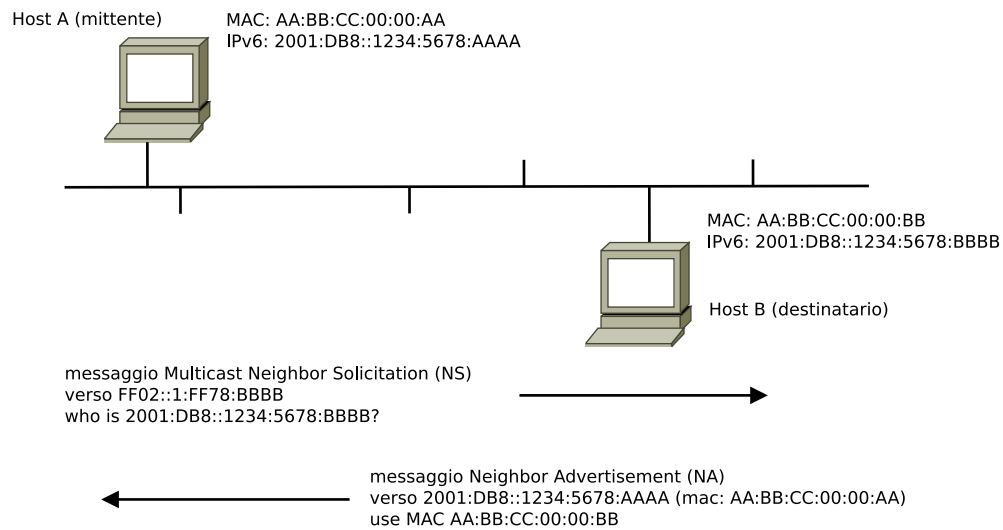 Host A (mittente)
MAC: AA:BB:CC:00:00:AA
IPv6: 2001:DB8::1234:5678:AAAA
MAC: AA:BB:CC:00:00:BB
IPv6: 2001:DB8::1234:5678:BBBB
Host B (destinatario)
messaggio Multicast Neighbor Solicitation (NS)
verso FF02::1:FF78:BBBB
who is 2001:DB8::1234:5678:BBBB?
messaggio Neighbor Advertisement (NA)
verso 2001:DB8::1234:5678:AAAA (mac: AA:BB:CC:00:00:AA)
use MAC AA:BB:CC:00:00:BB